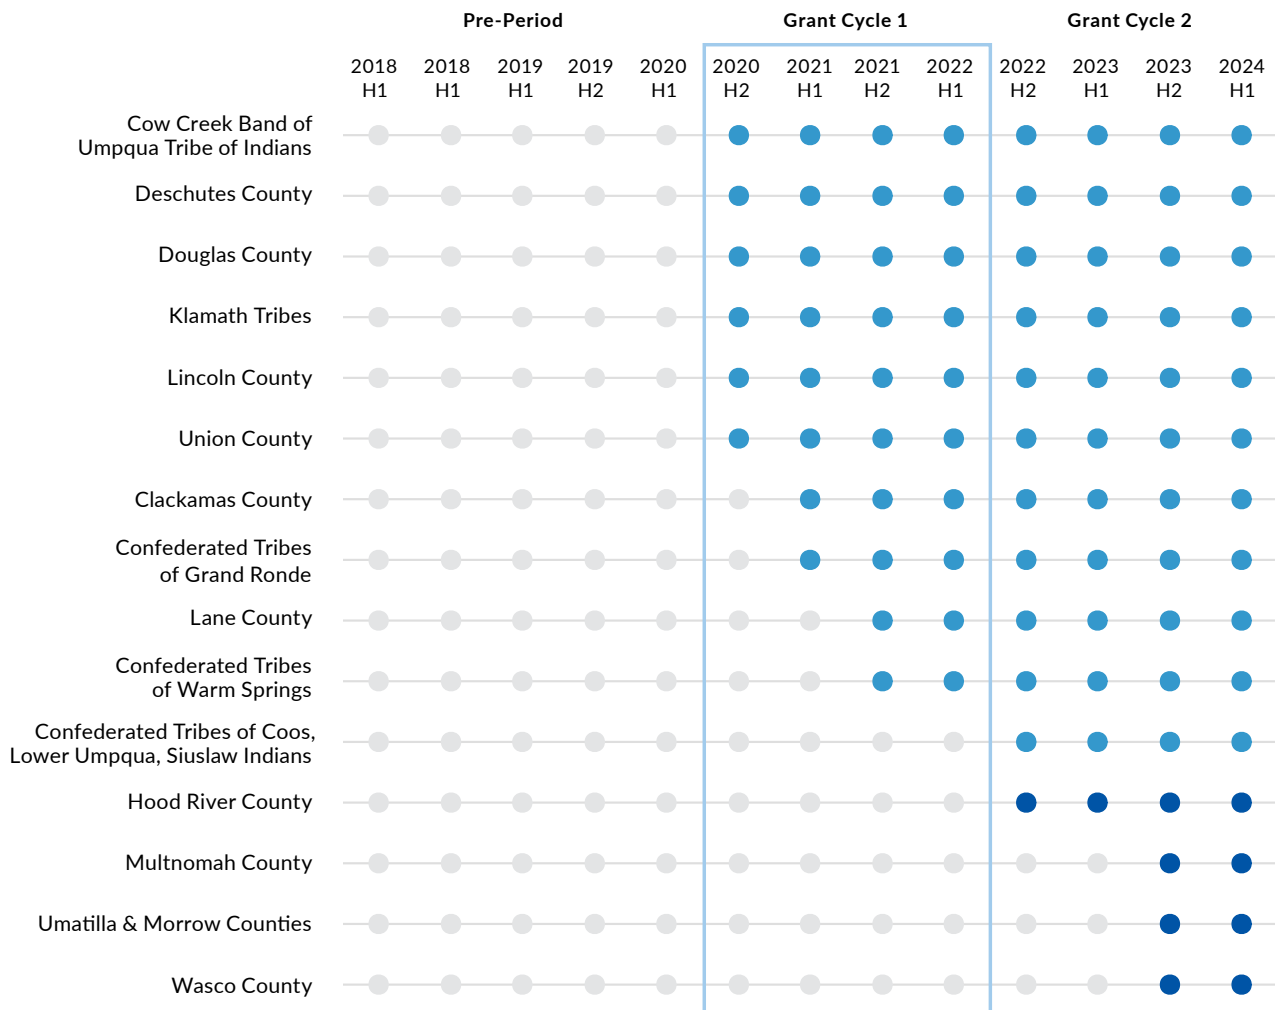 Pre-Period
Grant Cycle 1
Grant Cycle 2
2018 2018 2019 2019 2020 2020 2021 2021 2022 2022 2023 2023 2024
H1 H1 H1 H2 H1 H2 H1 H2 H1 H2 H1 H2 H1
Cow Creek Band of
Umpqua Tribe of Indians
Deschutes County
Douglas County
Klamath Tribes
Lincoln County
Union County
Clackamas County
Confederated Tribes
of Grand Ronde
Lane County
Confederated Tribes
of Warm Springs
Confederated Tribes of Coos,
Lower Umpqua, Siuslaw Indians
Hood River County
Multnomah County
Umatilla & Morrow Counties
Wasco County